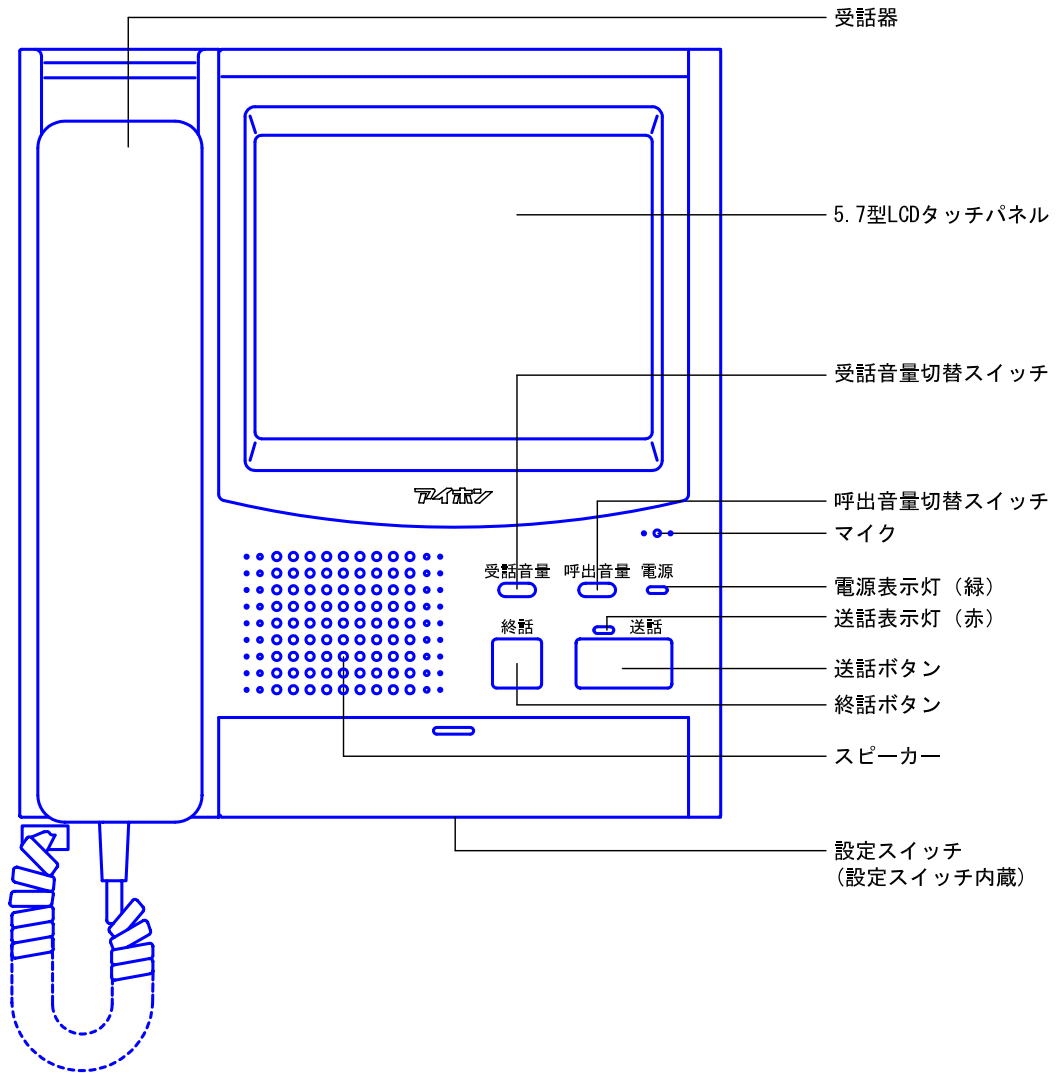 受話器
5.7型LCDタッチパネル
受話音量切替スイッチ
アイホン
呼出音量切替スイッチ
マイク
受話音量 呼出音量 電源
電源表示灯（緑）
送話表示灯（赤）
終話 送話
送話ボタン
終話ボタン
スピーカー
設定スイッチ
(設定スイッチ内蔵)